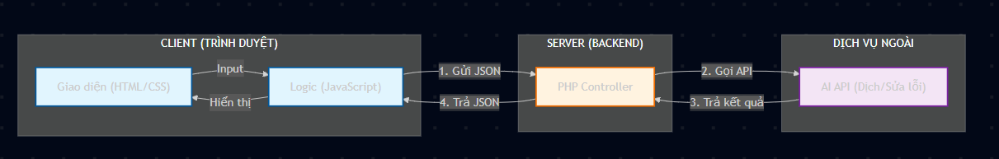 CLIENT (TRÌNH DUYỆT)
Giao diện (HTML/CSS)
Input
Hiển thị
Logic (JavaScript)
1. Gửi JSON
4. Trả JSON
SERVER (BACKEND)
PHP Controller
2. Gọi API
3. Trả kết quả
DỊCH VỤ NGOÀI
AI API (Dịch/Sửa lỗi)